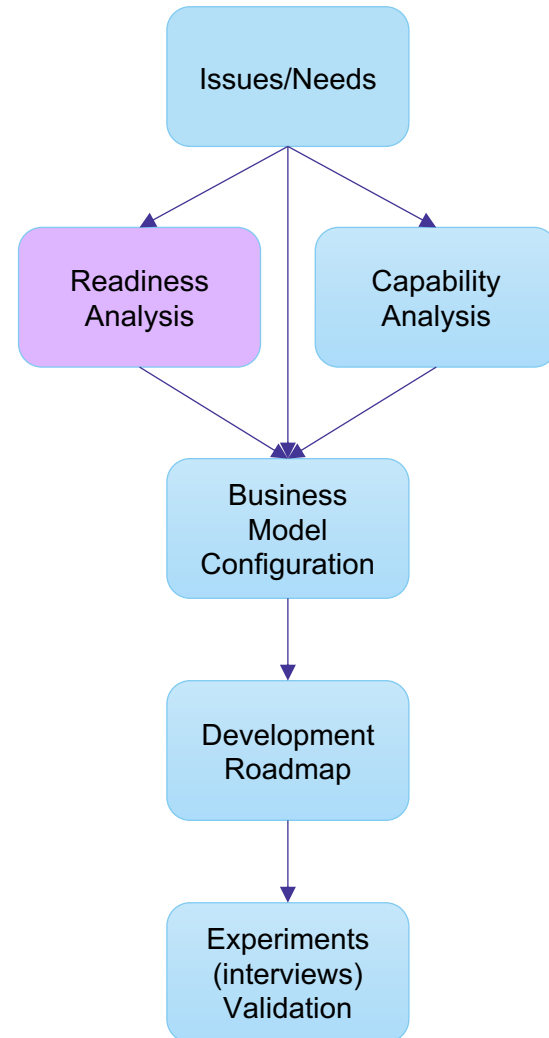 Issues/Needs
Readiness
Analysis
Capability
Analysis
Business
Model
Configuration
Development
Roadmap
Experiments
(interviews)
Validation